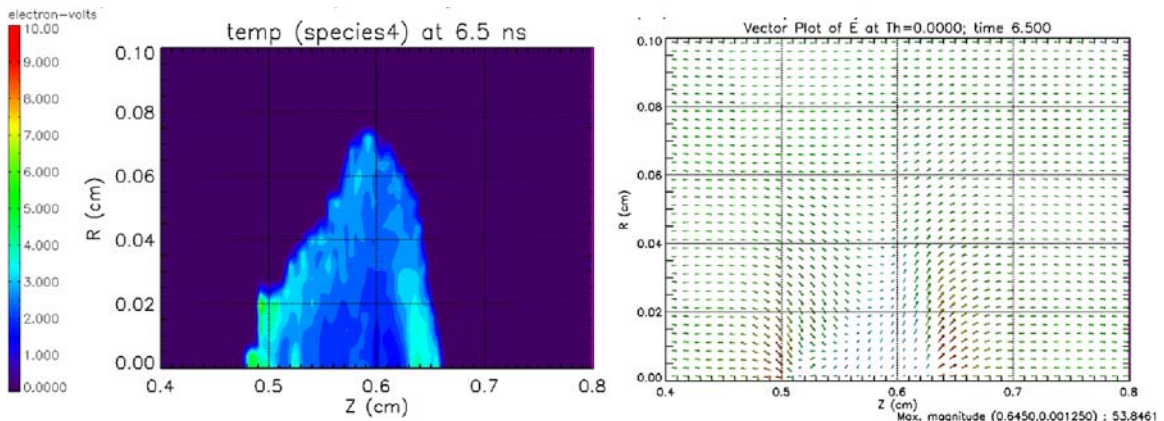 electron-volts
10.00
9.000
8.000
7.000
6.000
5.000
4.000
3.000
2.000
1.000
0.0000
temp (species4) at 6.5 ns
0.10
0.08
0.06
0.04
0.02
0.00
R (cm)
0.4 0.5 0.6 0.7 0.8
Z (cm)
Vector Plot of E at Th=0.0000; time 6.500
0.10
0.08
0.06
0.04
0.02
0.00
R (cm)
0.4 0.5 0.6 0.7 0.8
Z (cm)
Max. magnitude (0.6450,0.001250) : 53.8461